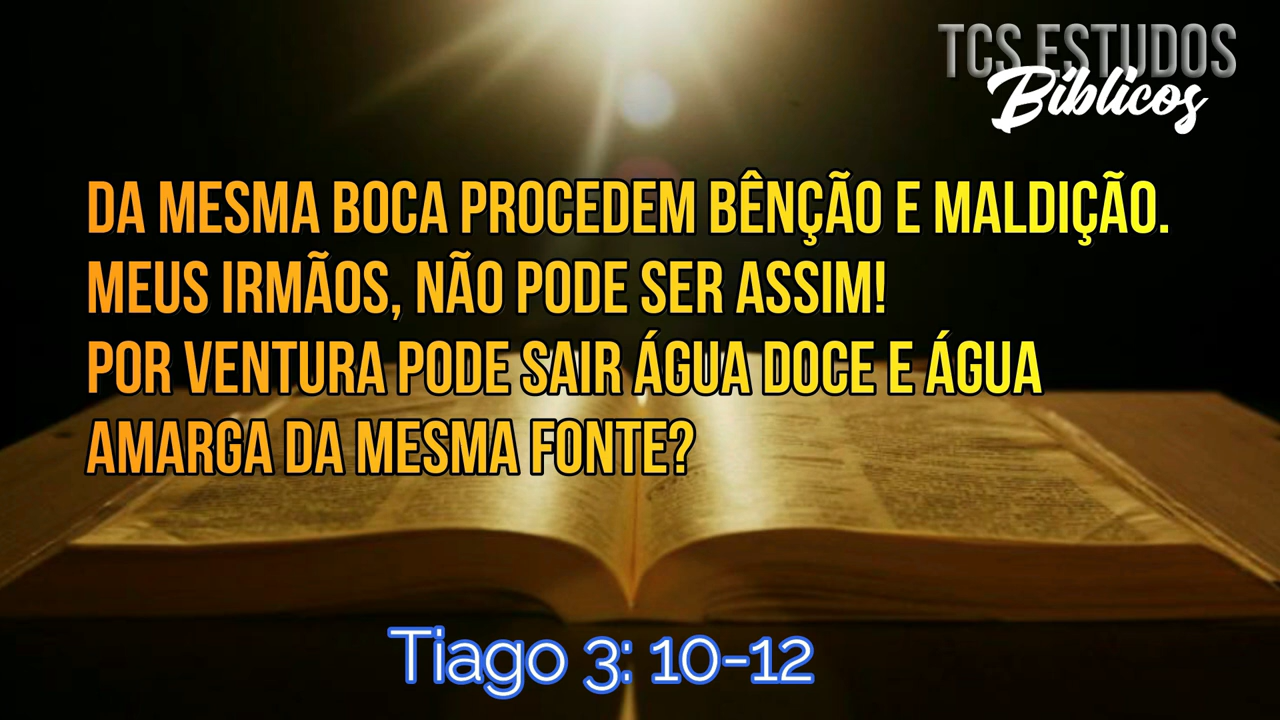 TCS ESTUDOS
Bíblicos
DA MESMA BOCA PROCEDEM BÊNÇÃO E MALDIÇÃO.
MEUS IRMÃOS, NÃO PODE SER ASSIM!
POR VENTURA PODE SAIR ÁGUA DOCE E ÁGUA
AMARGA DA MESMA FONTE?
Tiago 3: 10-12